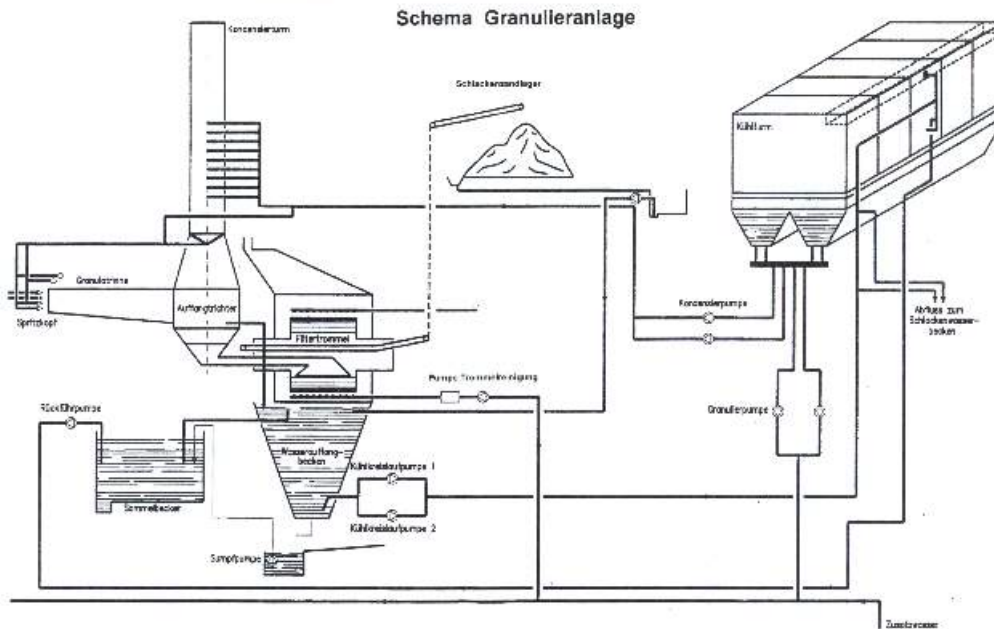 Schema Granulieranlage
Kondensierturm
Schlackensandlager
Kühlturm
Granulatrinne
Spritzkopf
Auffangtrichter
Filtertrommel
Kondensierpumpe
Abfluss zum
Schlackenwasser-
becken
Pumpe Trommelreinigung
Granulierpumpe
Rückführpumpe
Wasserauffang-
becken
Kühlkreislaufpumpe 1
Sammelbecken
Kühlkreislaufpumpe 2
Sumpfpumpe
Zusatzwasser